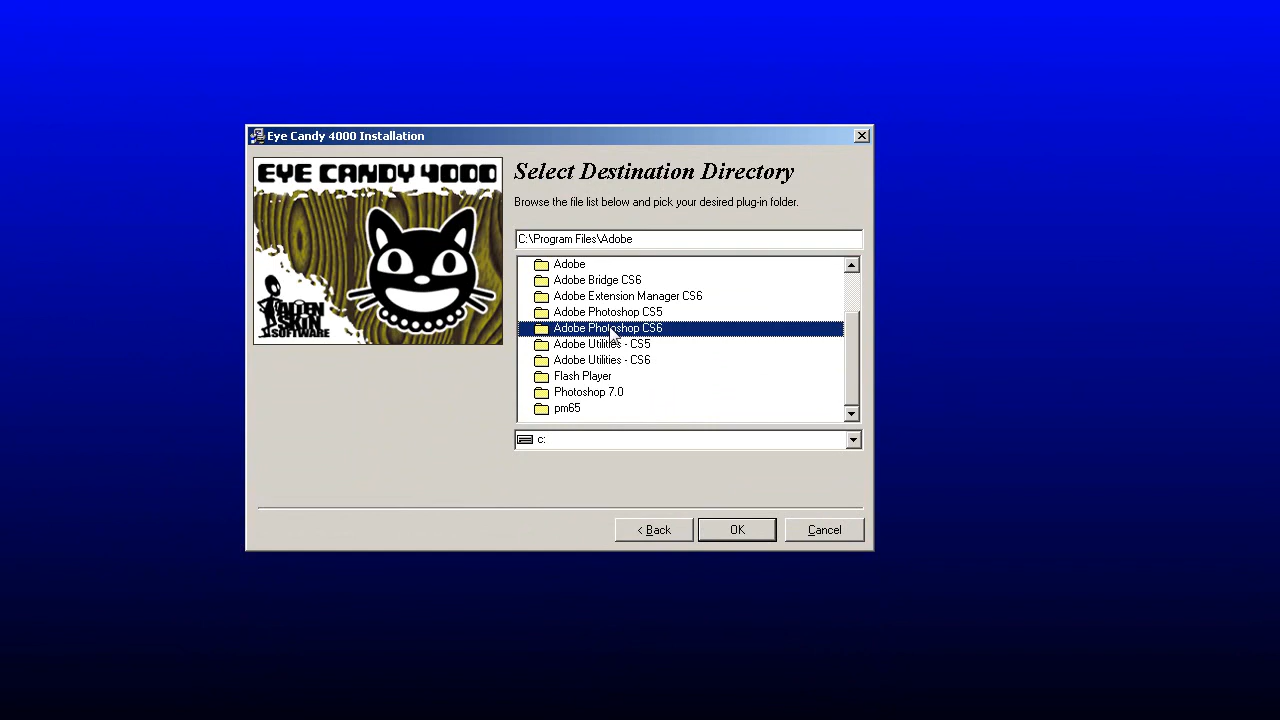 Eye Candy 4000 Installation
EYE CANDY 4000
ALIEN
SKIN
SOFTWARE
Select Destination Directory
Browse the file list below and pick your desired plug-in folder.
C:\Program Files\Adobe
Adobe
Adobe Bridge CS6
Adobe Extension Manager CS6
Adobe Photoshop CS5
Adobe Photoshop CS6
Adobe Utilities - CS5
Adobe Utilities - CS6
Flash Player
Photoshop 7.0
pm65
c:
< Back
OK
Cancel